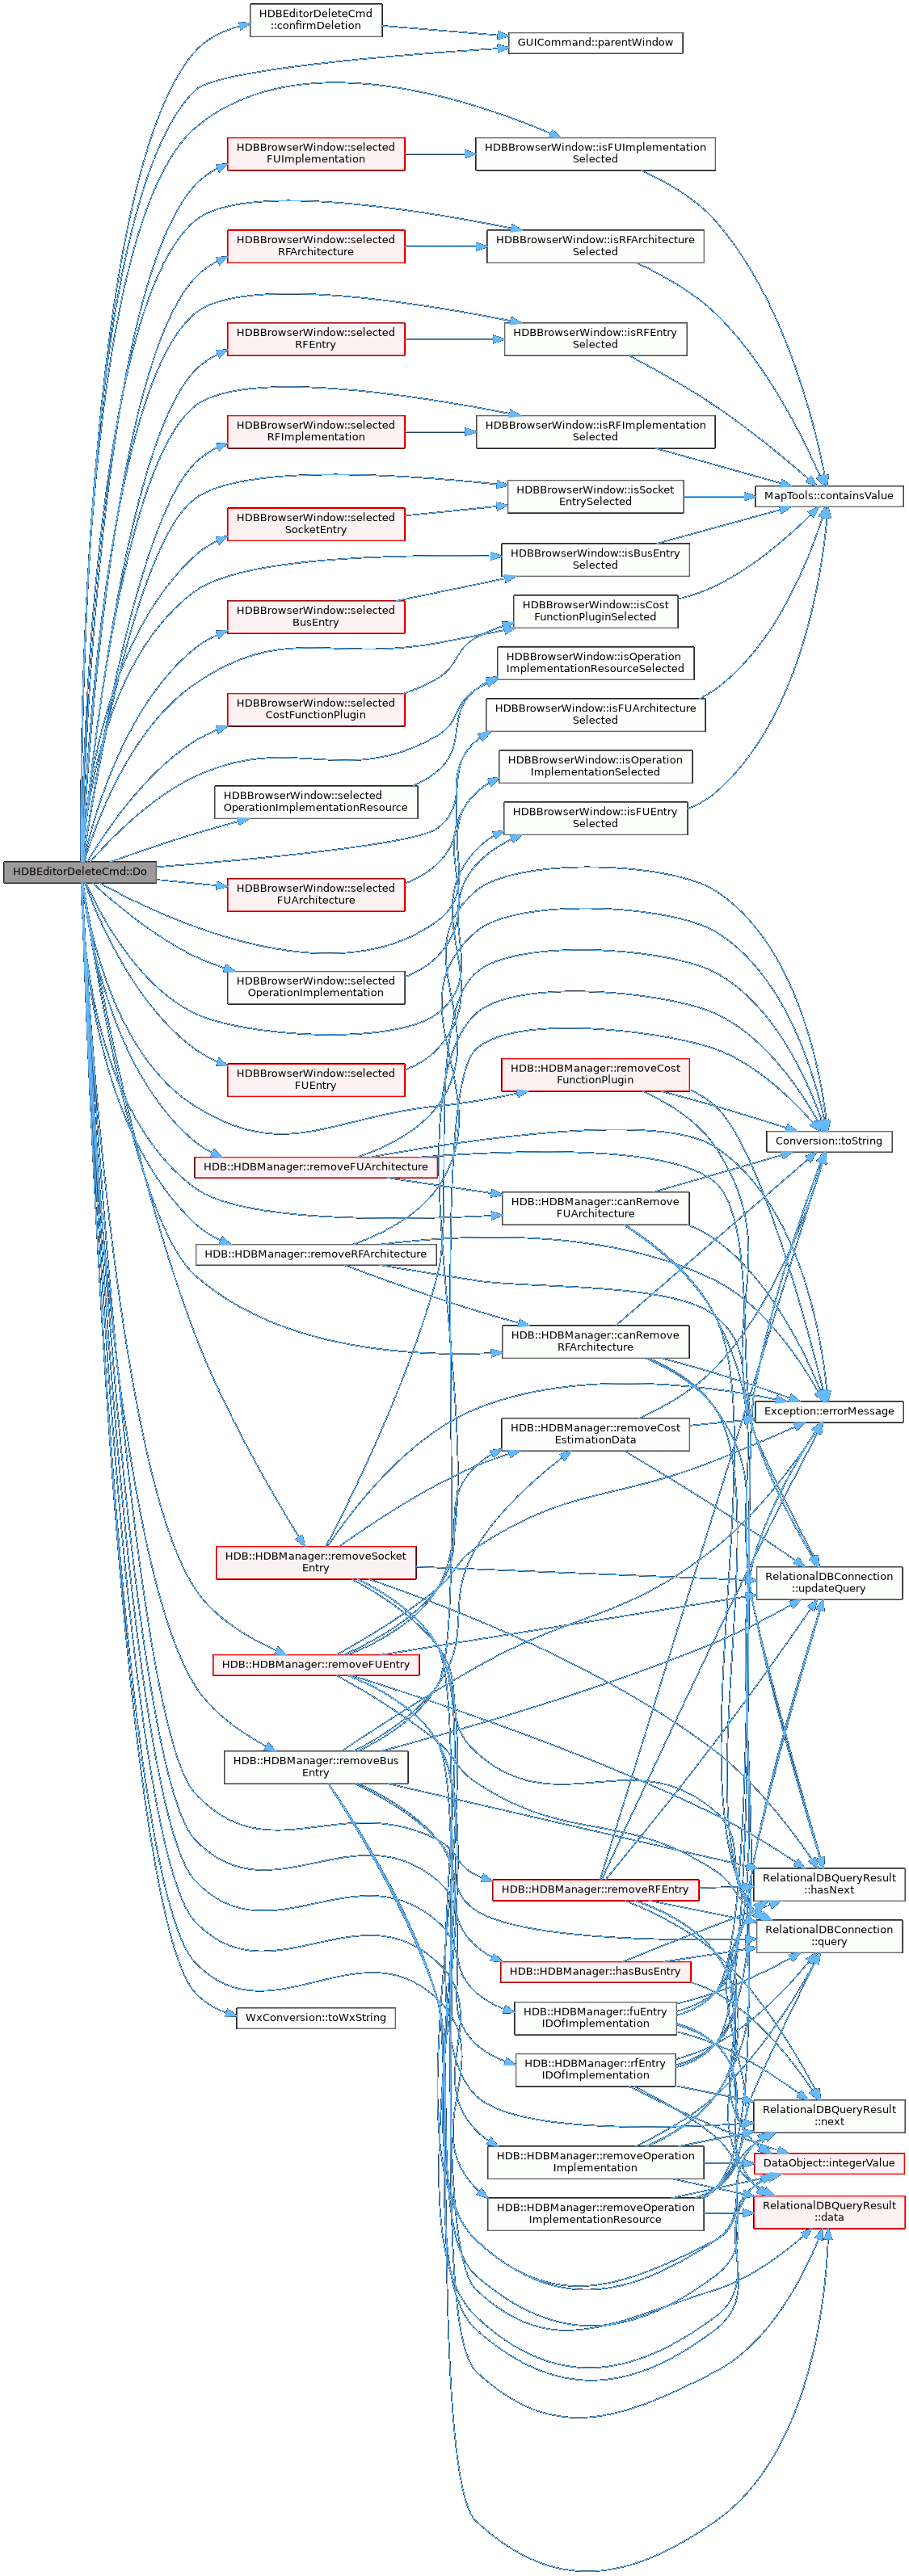 HDBEditorDeleteCmd
::confirmDeletion
GUICommand::parentWindow
HDBBrowserWindow::selected
FUImplementation
HDBBrowserWindow::isFUImplementation
Selected
HDBBrowserWindow::selected
RFArchitecture
HDBBrowserWindow::isRFArchitecture
Selected
HDBBrowserWindow::selected
RFEntry
HDBBrowserWindow::isRFEntry
Selected
HDBBrowserWindow::selected
RFImplementation
HDBBrowserWindow::isRFImplementation
Selected
HDBBrowserWindow::isSocket
EntrySelected
MapTools::containsValue
HDBBrowserWindow::selected
SocketEntry
HDBBrowserWindow::isBusEntry
Selected
HDBBrowserWindow::selected
BusEntry
HDBBrowserWindow::isCost
FunctionPluginSelected
HDBBrowserWindow::isOperation
ImplementationResourceSelected
HDBBrowserWindow::selected
CostFunctionPlugin
HDBBrowserWindow::isFUArchitecture
Selected
HDBBrowserWindow::isOperation
ImplementationSelected
HDBBrowserWindow::selected
OperationImplementationResource
HDBBrowserWindow::isFUEntry
Selected
HDBEditorDeleteCmd::Do
HDBBrowserWindow::selected
FUArchitecture
HDBBrowserWindow::selected
OperationImplementation
HDBBrowserWindow::selected
FUEntry
HDB::HDBManager::removeCost
FunctionPlugin
Conversion::toString
HDB::HDBManager::removeFUArchitecture
HDB::HDBManager::canRemove
FUArchitecture
HDB::HDBManager::removeRFArchitecture
HDB::HDBManager::canRemove
RFArchitecture
Exception::errorMessage
HDB::HDBManager::removeCost
EstimationData
HDB::HDBManager::removeSocket
Entry
RelationalDBConnection
::updateQuery
HDB::HDBManager::removeFUEntry
HDB::HDBManager::removeBus
Entry
RelationalDBQueryResult
::hasNext
HDB::HDBManager::removeRFEntry
RelationalDBConnection
::query
HDB::HDBManager::hasBusEntry
WxConversion::toWxString
HDB::HDBManager::fuEntry
IDOfImplementation
HDB::HDBManager::rfEntry
IDOfImplementation
RelationalDBQueryResult
::next
HDB::HDBManager::removeOperation
Implementation
DataObject::integerValue
HDB::HDBManager::removeOperation
ImplementationResource
RelationalDBQueryResult
::data